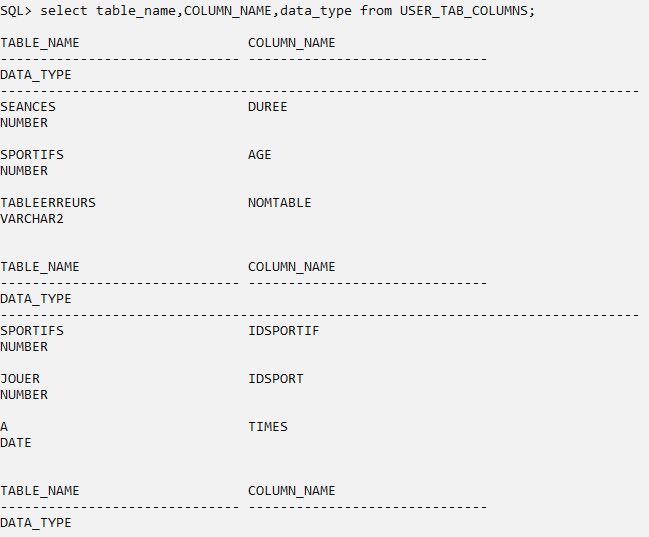 SQL> select table_name,COLUMN_NAME,data_type from USER_TAB_COLUMNS;
TABLE_NAME                     COLUMN_NAME
------------------------------ ------------------------------
DATA_TYPE
--------------------------------------------------------------------------------
SEANCES                        DUREE
NUMBER
SPORTIFS                       AGE
NUMBER
TABLEERREURS                   NOMTABLE
VARCHAR2
TABLE_NAME                     COLUMN_NAME
------------------------------ ------------------------------
DATA_TYPE
--------------------------------------------------------------------------------
SPORTIFS                       IDSPORTIF
NUMBER
JOUER                          IDSPORT
NUMBER
A                              TIMES
DATE
TABLE_NAME                     COLUMN_NAME
------------------------------ ------------------------------
DATA_TYPE